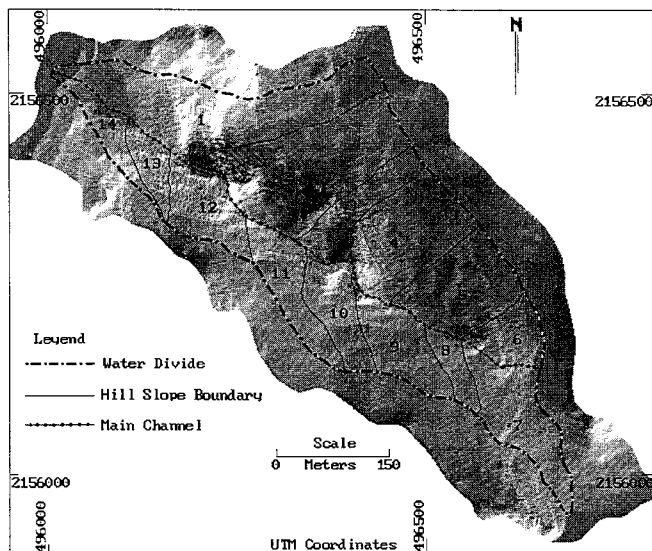 496000
496500
N
2156500
2156500
1
14
13
12
11
10
9
8
6
7
Legend
Water Divide
Hill Slope Boundary
Main Channel
Scale
0 Meters 150
2156000
2156000
496000
496500
UTM Coordinates